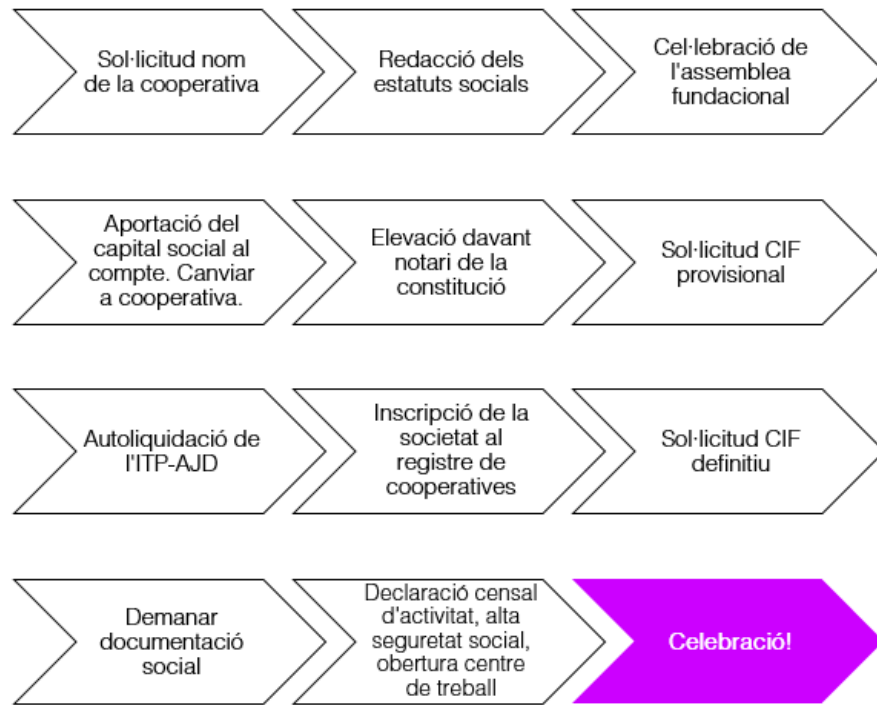 Sol·licitud nom
de la cooperativa
Redacció dels
estatuts socials
Cel·lebració de
l'assemblea
fundacional
Aportació del
capital social al
compte. Canviar
a cooperativa.
Elevació davant
notari de la
constitució
Sol·licitud CIF
provisional
Autoliquidació de
l'ITP-AJD
Inscripció de la
societat al
registre de
cooperatives
Sol·licitud CIF
definitiu
Demanar
documentació
social
Declaració censal
d'activitat, alta
seguretat social,
obertura centre
de treball
Celebració!